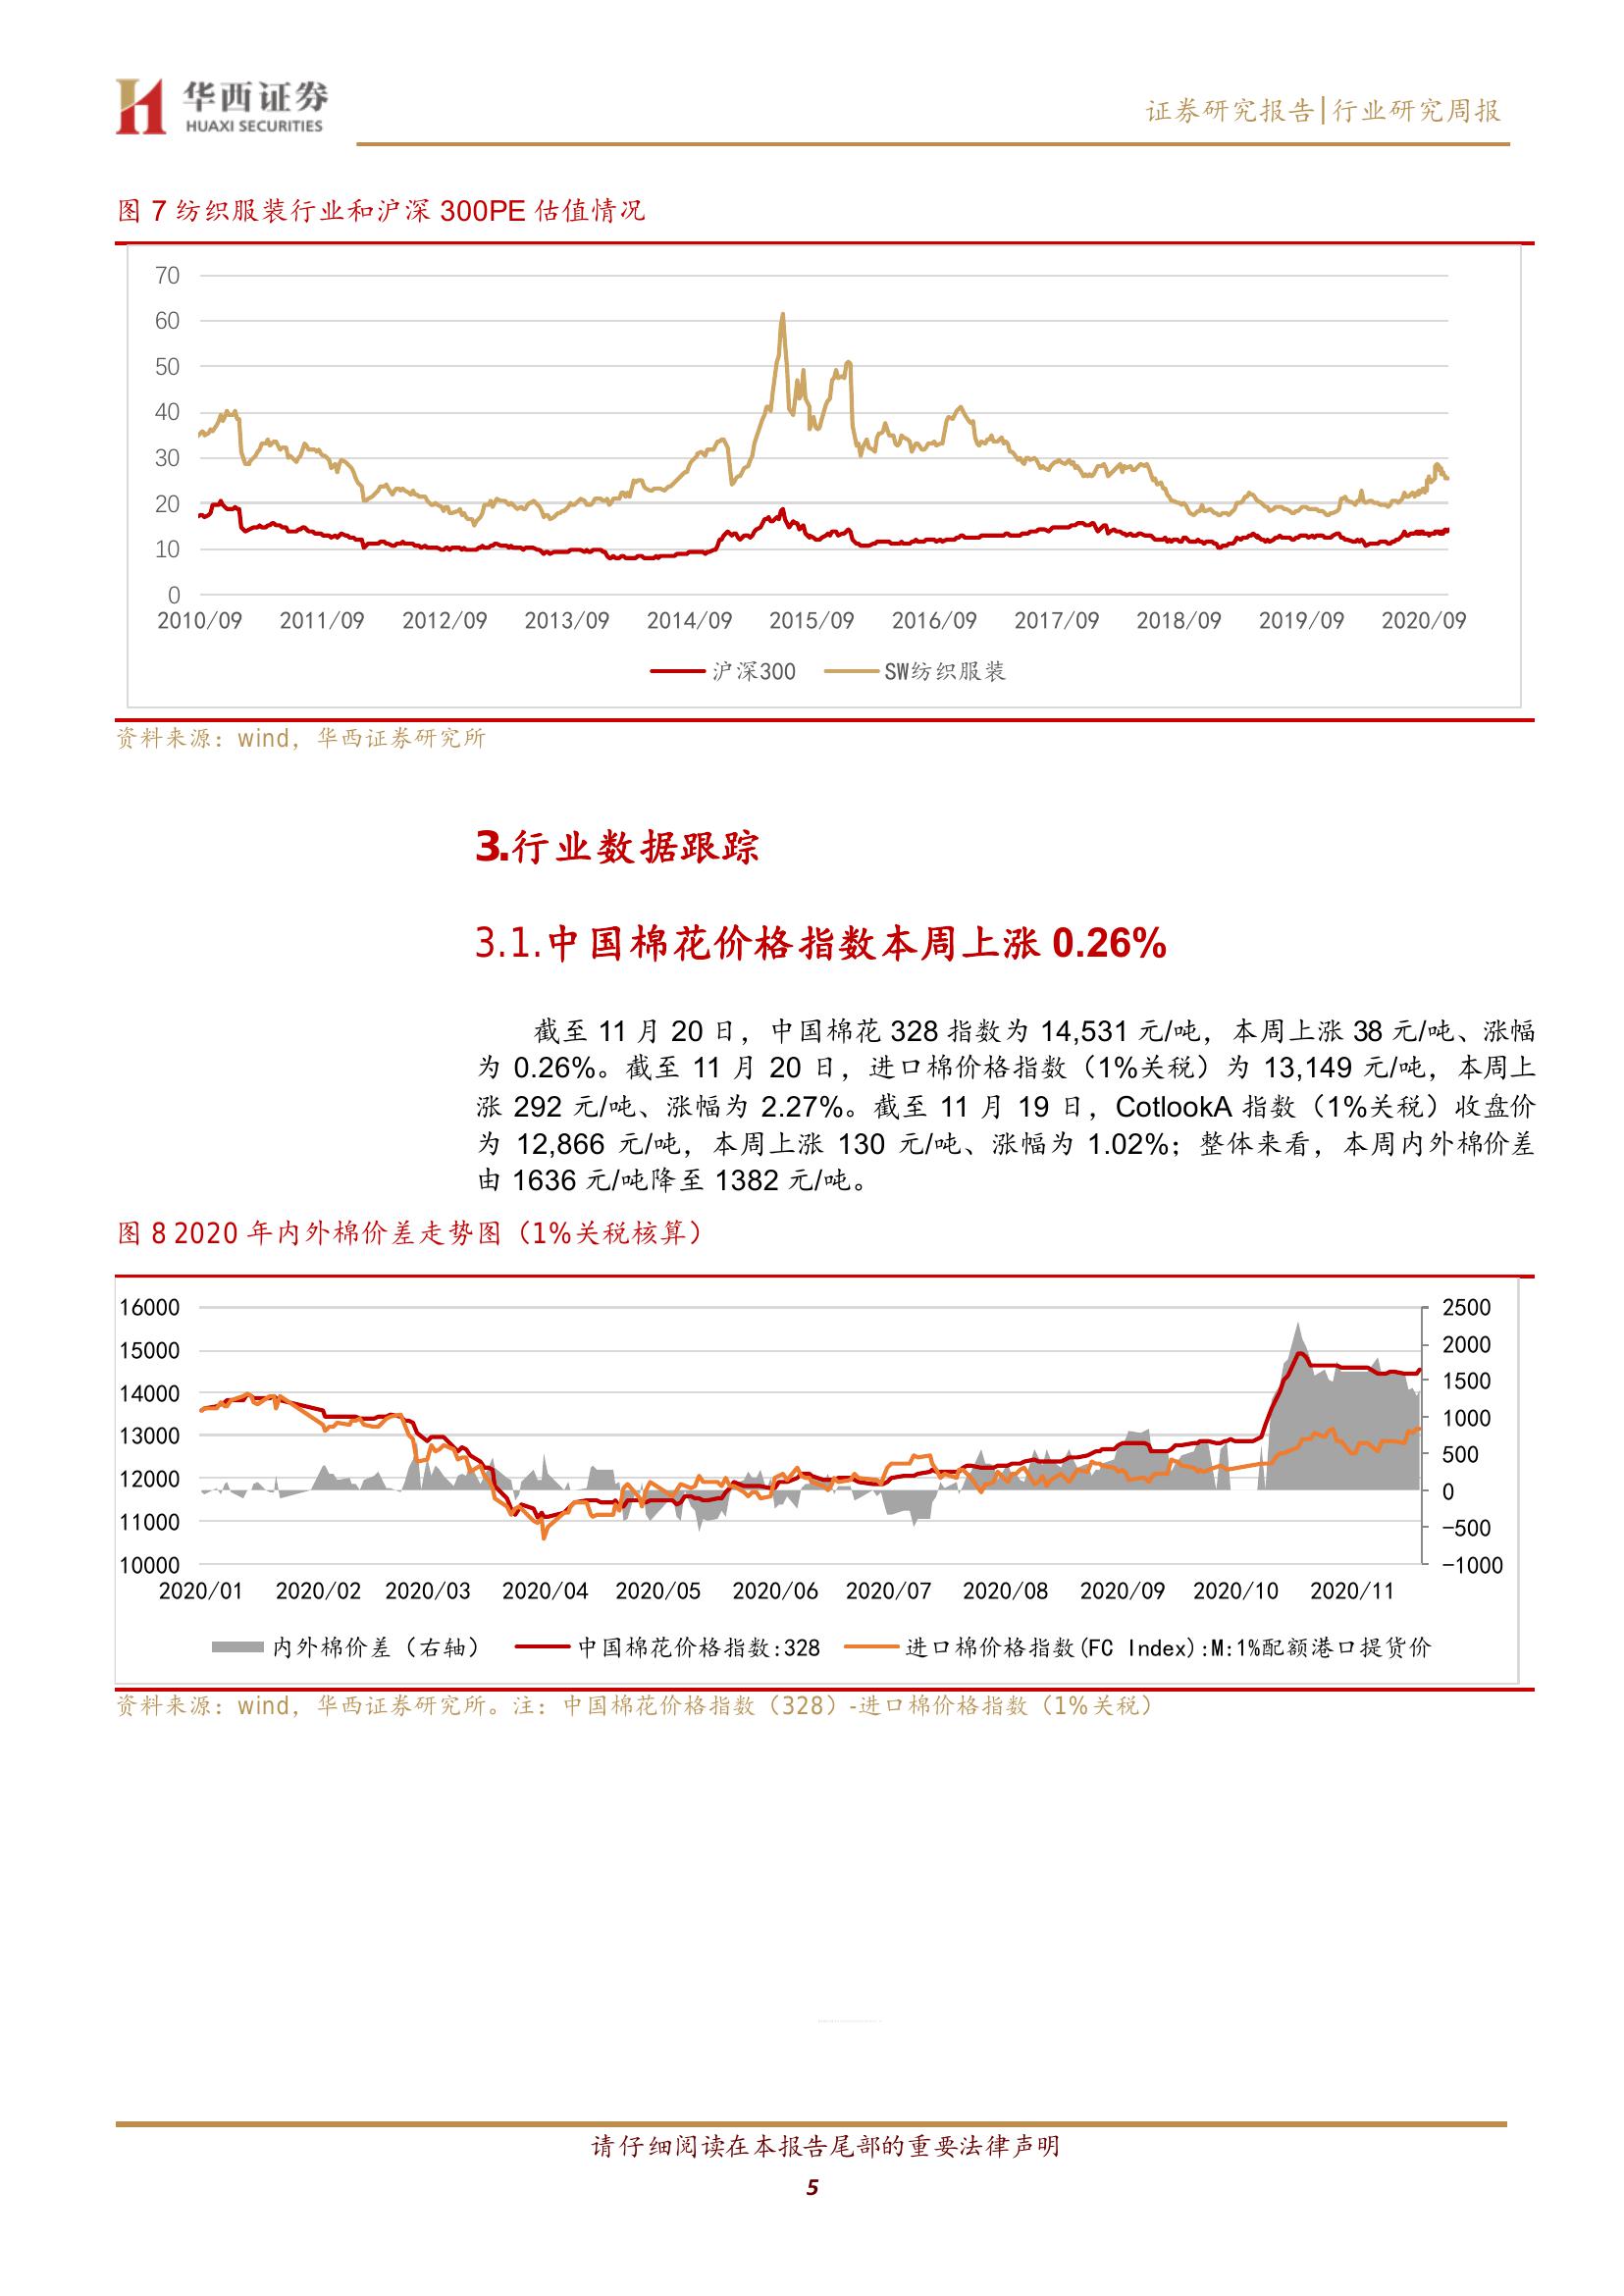 华西证券
HUAXI SECURITIES
证券研究报告|行业研究周报
图 7 纺织服装行业和沪深 300PE 估值情况
70
60
50
40
30
20
10
0
2010/09 2011/09 2012/09 2013/09 2014/09 2015/09 2016/09 2017/09 2018/09 2019/09 2020/09
沪深300 SW纺织服装
资料来源：wind，华西证券研究所
3.行业数据跟踪
3.1.中国棉花价格指数本周上涨 0.26%
截至 11 月 20 日，中国棉花 328 指数为 14,531 元/吨，本周上涨 38 元/吨、涨幅
为 0.26%。截至 11 月 20 日，进口棉价格指数（1%关税）为 13,149 元/吨，本周上
涨 292 元/吨、涨幅为 2.27%。截至 11 月 19 日，CotlookA 指数（1%关税）收盘价
为 12,866 元/吨，本周上涨 130 元/吨、涨幅为 1.02%；整体来看，本周内外棉价差
由 1636 元/吨降至 1382 元/吨。
图 8 2020 年内外棉价差走势图（1%关税核算）
16000 2500
15000 2000
14000 1500
13000 1000
12000 500
11000 0
10000 -500
-1000
2020/01 2020/02 2020/03 2020/04 2020/05 2020/06 2020/07 2020/08 2020/09 2020/10 2020/11
内外棉价差（右轴） 中国棉花价格指数:328 进口棉价格指数(FC Index):M:1%配额港口提货价
资料来源：wind，华西证券研究所。注：中国棉花价格指数（328）-进口棉价格指数（1%关税）
请仔细阅读在本报告尾部的重要法律声明
5